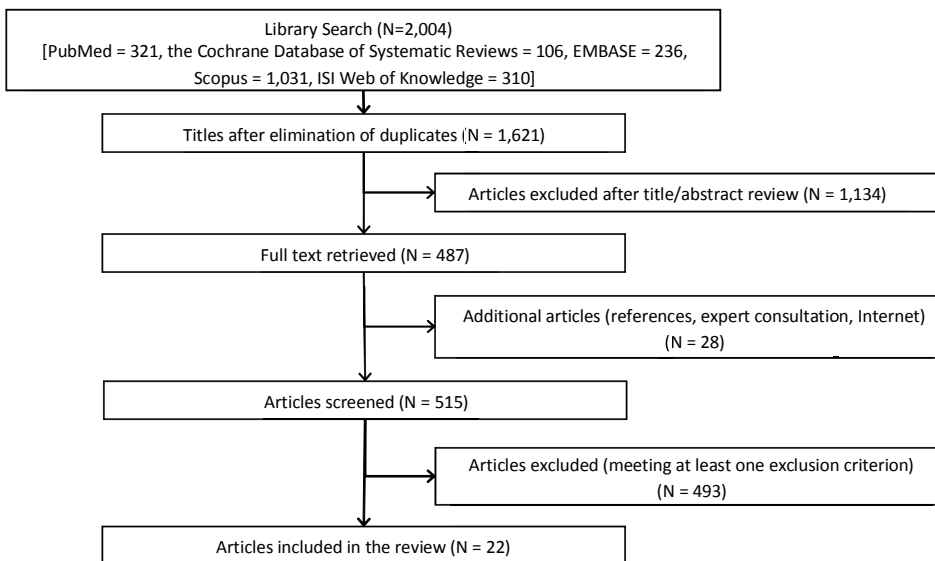 Library Search (N=2,004)
[PubMed = 321, the Cochrane Database of Systematic Reviews = 106, EMBASE = 236,
Scopus = 1,031, ISI Web of Knowledge = 310]
Titles after elimination of duplicates (N = 1,621)
Articles excluded after title/abstract review (N = 1,134)
Full text retrieved (N = 487)
Additional articles (references, expert consultation, Internet)
(N = 28)
Articles screened (N = 515)
Articles excluded (meeting at least one exclusion criterion)
(N = 493)
Articles included in the review (N = 22)